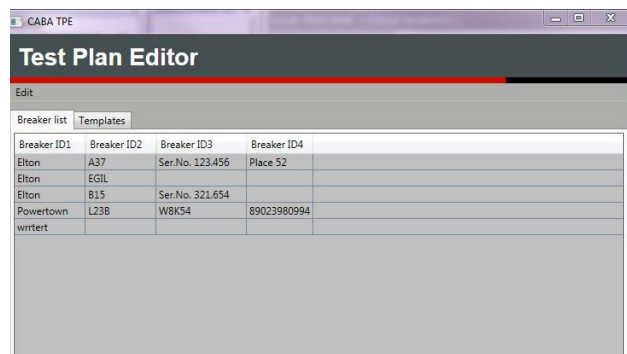 CABA TPE
Test Plan Editor
Edit
Breaker list Templates
Breaker ID1 Breaker ID2 Breaker ID3 Breaker ID4
Elton A37 Ser.No. 123.456 Place 52
Elton EGIL
Elton B15 Ser.No. 321.654
Powertown L23B W8K54 89023980994
wrrtert